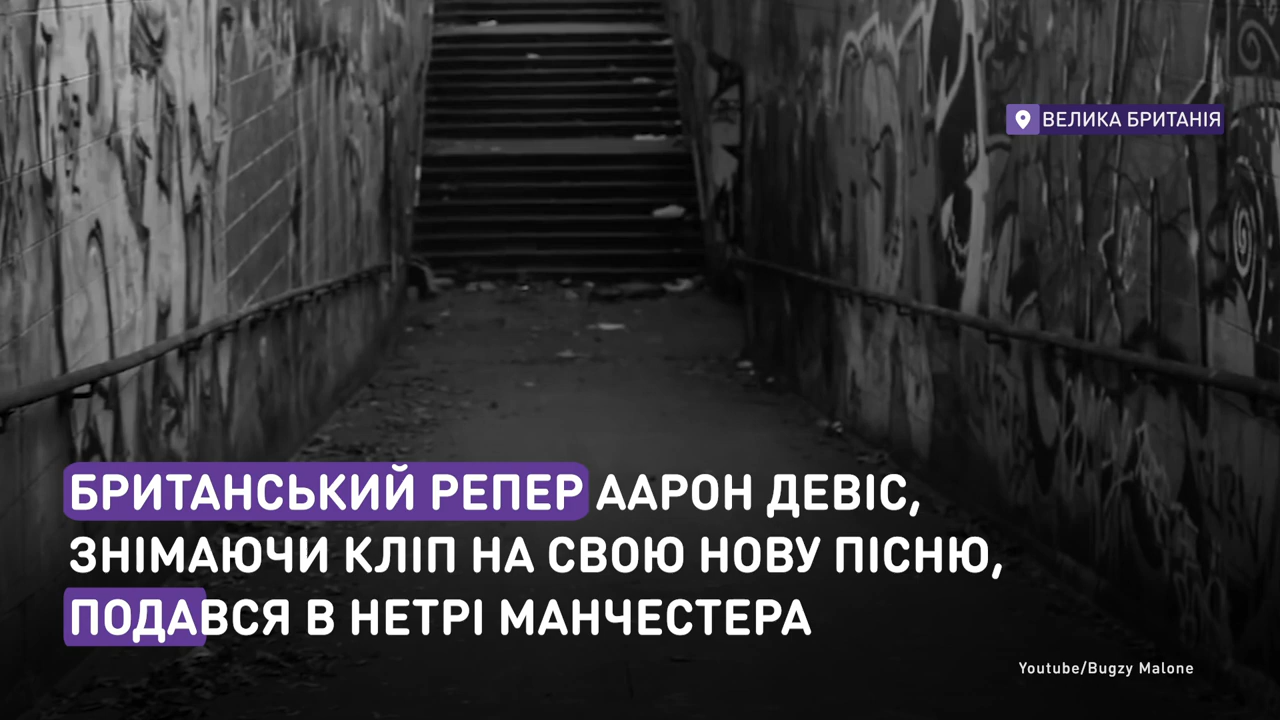 ВЕЛИКА БРИТАНІЯ
БРИТАНСЬКИЙ РЕПЕР ААРОН ДЕВІС,
ЗНІМАЮЧИ КЛІП НА СВОЮ НОВУ ПІСНЮ,
ПОДАВСЯ В НЕТРІ МАНЧЕСТЕРА
Youtube/Bugzy Malone